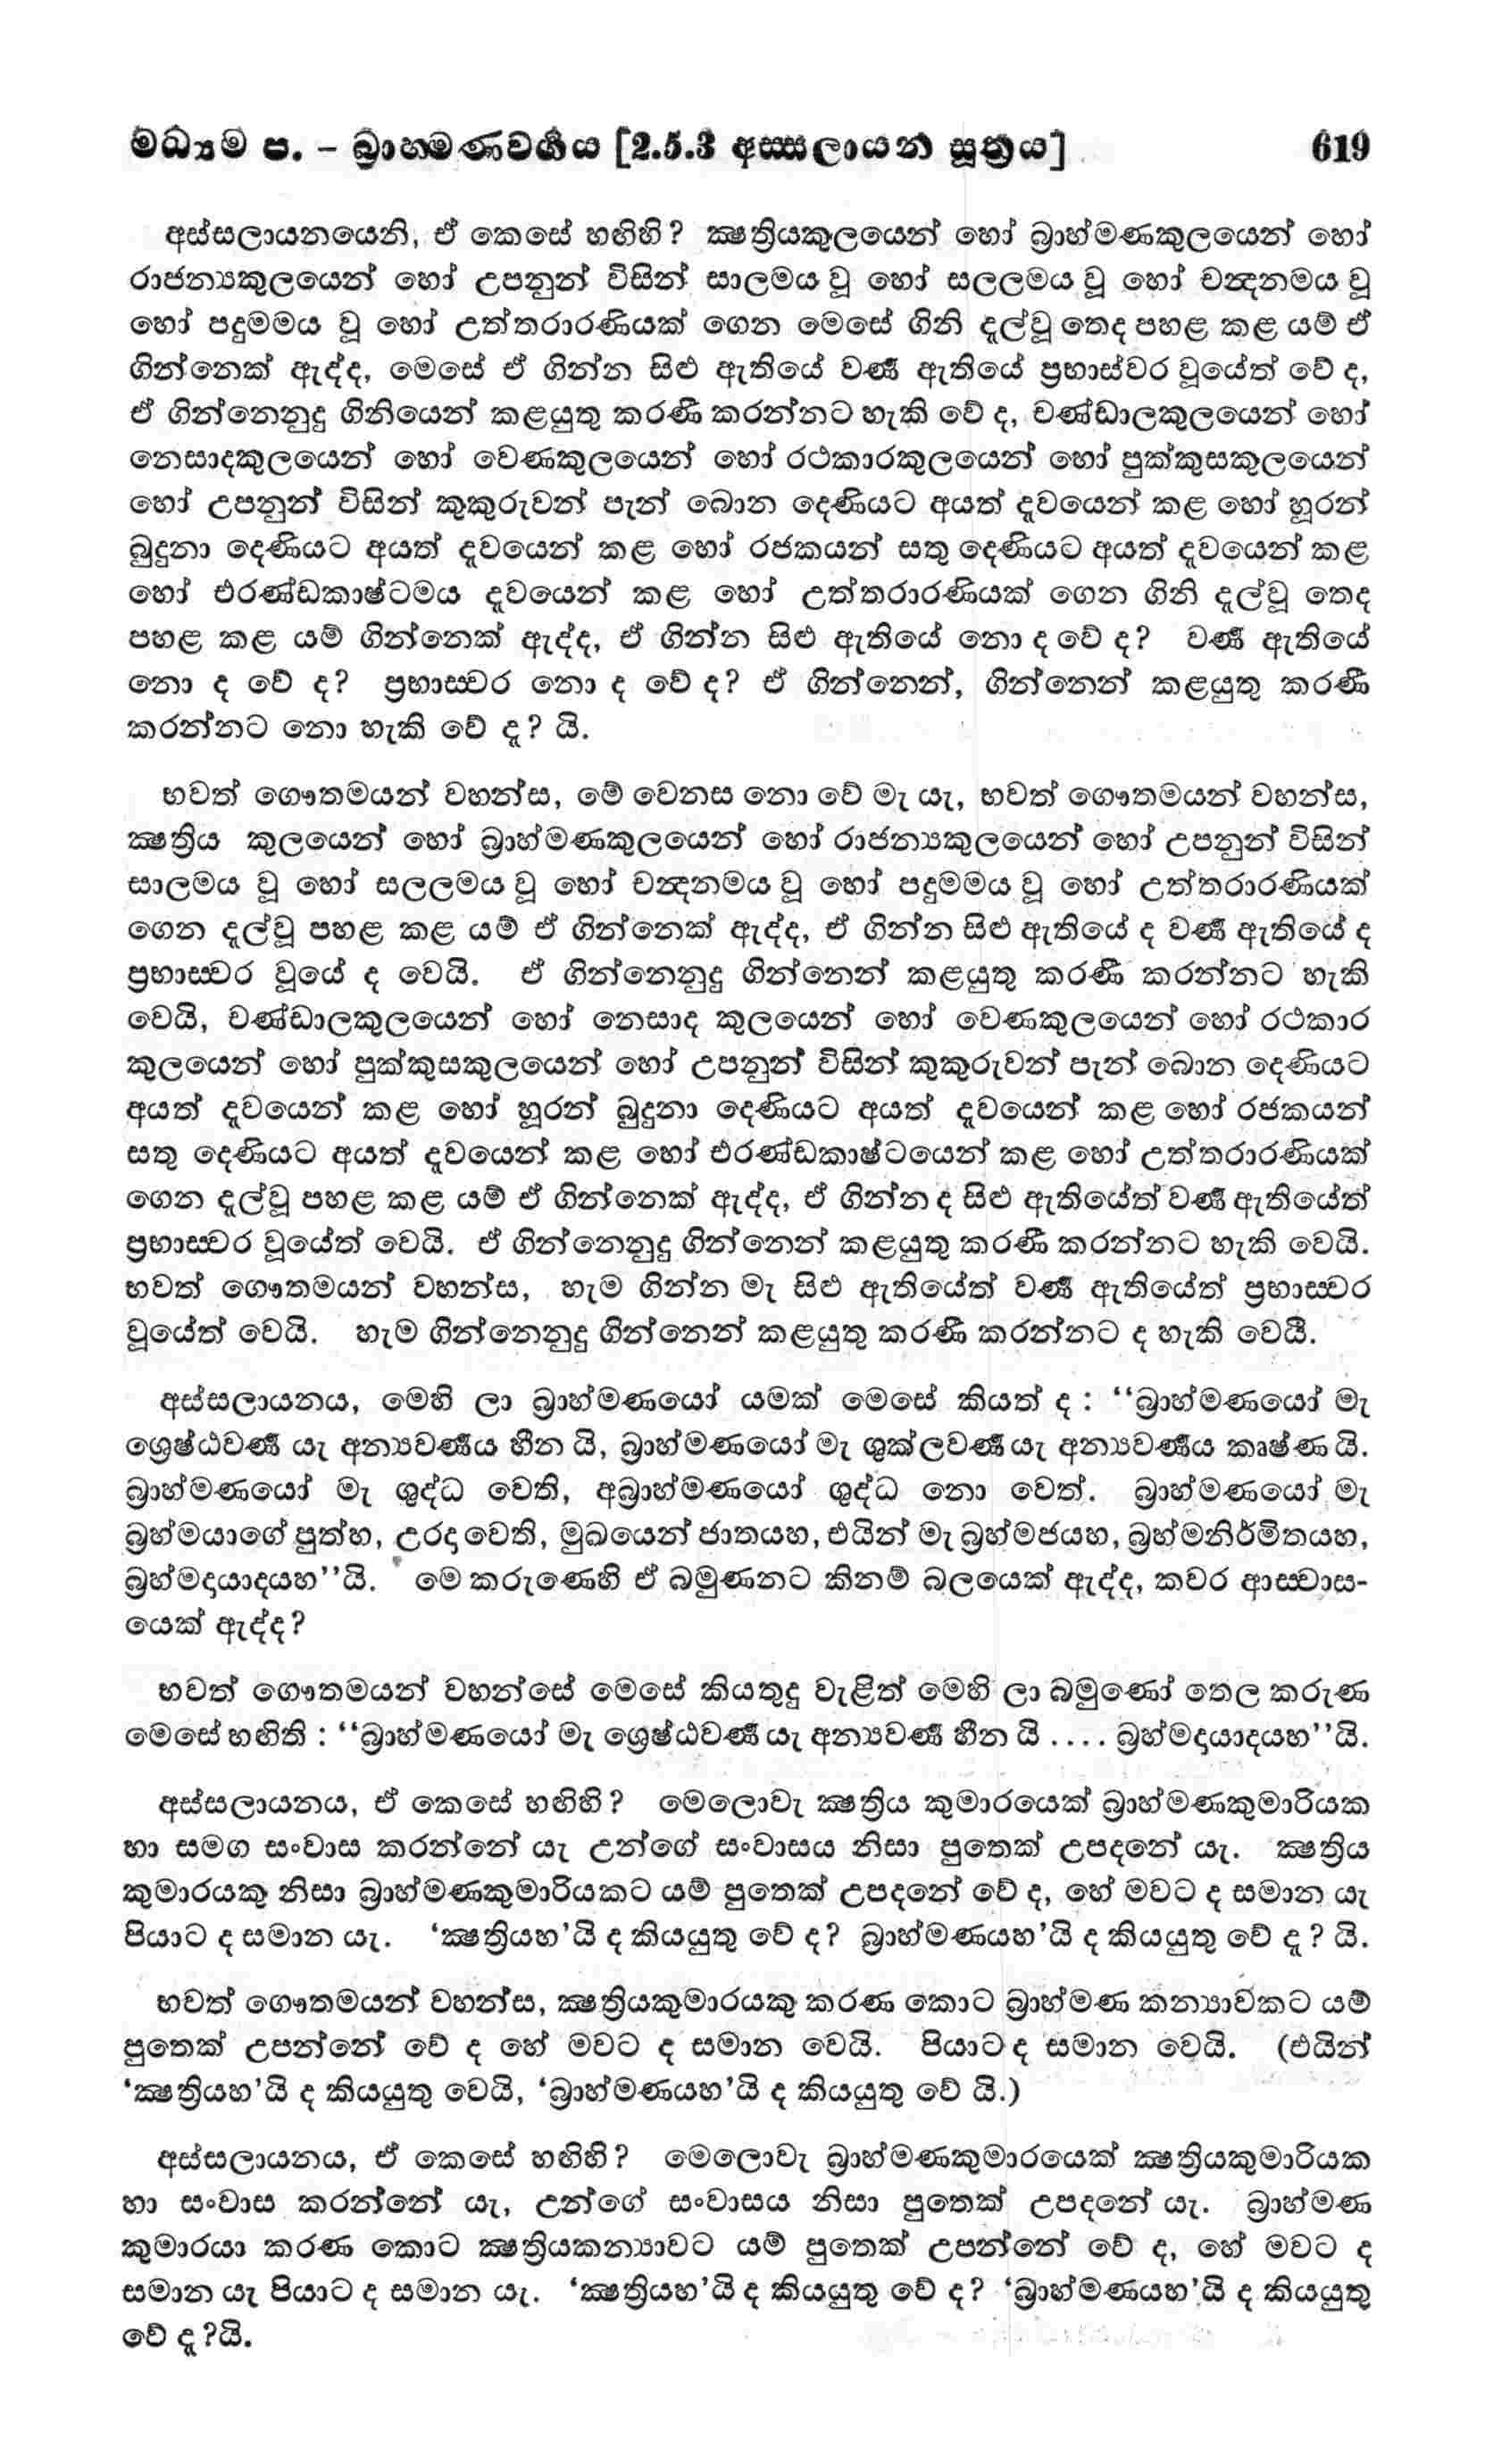 මධ්‍යම ප. – බ්‍රාහ්මණවර්‍ගය [2.5.3 අස්සලායන සූත්‍රය] 619
අස්සලායනයෙනි, ඒ කෙසේ හඟිහි? ක්‍ෂත්‍රියකුලයෙන් හෝ බ්‍රාහ්මණකුලයෙන් හෝ
රාජන්‍යකුලයෙන් හෝ උපනුන් විසින් සාලමය වූ හෝ සලලමය වූ හෝ චන්‍දනමය වූ
හෝ පදුමමය වූ හෝ උත්තරාරණියක් ගෙන මෙසේ ගිනි දැල්වූ තෙද පහළ කළ යම් ඒ
ගින්නෙක් ඇද්ද, මෙසේ ඒ ගින්න සිළු ඇතියේ වර්‍ණ ඇතියේ ප්‍රභාස්වර වූයේත් වේ ද,
ඒ ගින්නෙනුදු ගිනියෙන් කළයුතු කරණී කරන්නට හැකි වේ ද, චණ්ඩාලකුලයෙන් හෝ
නෙසාදකුලයෙන් හෝ වෙණකුලයෙන් හෝ රථකාරකුලයෙන් හෝ පුක්කුසකුලයෙන්
හෝ උපනුන් විසින් කුකුරුවන් පැන් බොන දෙණියට අයත් දැවයෙන් කළ හෝ හූරන්
බුදුනා දෙණියට අයත් දැවයෙන් කළ හෝ රජකයන් සතු දෙණියට අයත් දැවයෙන් කළ
හෝ එරණ්ඩකාෂ්ටමය දැවයෙන් කළ හෝ උත්තරාරණියක් ගෙන ගිනි දැල්වූ තෙද
පහළ කළ යම් ගින්නෙක් ඇද්ද, ඒ ගින්න සිළු ඇතියේ නො ද වේ ද? වර්‍ණ ඇතියේ
නො ද වේ ද? ප්‍රභාස්වර නො ද වේ ද? ඒ ගින්නෙන්, ගින්නෙන් කළයුතු කරණී
කරන්නට නො හැකි වේ දැ? යි.
භවත් ගෞතමයන් වහන්ස, මේ වෙනස නො වේ මැ යැ, භවත් ගෞතමයන් වහන්ස,
ක්‍ෂත්‍රිය කුලයෙන් හෝ බ්‍රාහ්මණකුලයෙන් හෝ රාජන්‍යකුලයෙන් හෝ උපනුන් විසින්
සාලමය වූ හෝ සලලමය වූ හෝ චන්‍දනමය වූ හෝ පදුමමය වූ හෝ උත්තරාරණියක්
ගෙන දැල්වූ පහළ කළ යම් ඒ ගින්නෙක් ඇද්ද, ඒ ගින්න සිළු ඇතියේ ද වර්‍ණ ඇතියේ ද
ප්‍රභාස්වර වූයේ ද වෙයි. ඒ ගින්නෙනුදු ගින්නෙන් කළයුතු කරණී කරන්නට හැකි
වෙයි, චණ්ඩාලකුලයෙන් හෝ නෙසාද කුලයෙන් හෝ වෙණකුලයෙන් හෝ රථකාර
කුලයෙන් හෝ පුක්කුසකුලයෙන් හෝ උපනුන් විසින් කුකුරුවන් පැන් බොන දෙණියට
අයත් දැවයෙන් කළ හෝ හූරන් බුදුනා දෙණියට අයත් දැවයෙන් කළ හෝ රජකයන්
සතු දෙණියට අයත් දැවයෙන් කළ හෝ එරණ්ඩකාෂ්ටයෙන් කළ හෝ උත්තරාරණියක්
ගෙන දැල්වූ පහළ කළ යම් ඒ ගින්නෙක් ඇද්ද, ඒ ගින්න ද සිළු ඇතියේත් වර්‍ණ ඇතියේත්
ප්‍රභාස්වර වූයේත් වෙයි. ඒ ගින්නෙනුදු ගින්නෙන් කළයුතු කරණී කරන්නට හැකි වෙයි.
භවත් ගෞතමයන් වහන්ස, හැම ගින්න මැ සිළු ඇතියේත් වර්‍ණ ඇතියේත් ප්‍රභාස්වර
වූයේත් වෙයි. හැම ගින්නෙනුදු ගින්නෙන් කළයුතු කරණී කරන්නට ද හැකි වෙයි.
අස්සලායනය, මෙහි ලා බ්‍රාහ්මණයෝ යමක් මෙසේ කියත් ද : “බ්‍රාහ්මණයෝ මැ
ශ්‍රෙෂ්ඨවර්‍ණ යැ අන්‍යවර්‍ණය හීන යි, බ්‍රාහ්මණයෝ මැ ශුක්ලවර්‍ණ යැ අන්‍යවර්‍ණය කෘෂ්ණ යි.
බ්‍රාහ්මණයෝ මැ ශුද්ධ වෙති, අබ්‍රාහ්මණයෝ ශුද්ධ නො වෙත්. බ්‍රාහ්මණයෝ මැ
බ්‍රහ්මයාගේ පුත්හ, උරදා වෙති, මුඛයෙන් ජාතයහ, එයින් මැ බ්‍රහ්මජයහ, බ්‍රහ්මනිර්මිතයහ,
බ්‍රහ්මදායාදයහ”යි. මෙ කරුණෙහි ඒ බමුණනට කිනම් බලයෙක් ඇද්ද, කවර ආස්වාස-
යෙක් ඇද්ද?
භවත් ගෞතමයන් වහන්සේ මෙසේ කියතුදු වැළිත් මෙහි ලා බමුණෝ තෙල කරුණ
මෙසේ හඟිති : “බ්‍රාහ්මණයෝ මැ ශ්‍රෙෂ්ඨවර්‍ණ යැ අන්‍යවර්‍ණ හීන යි .... බ්‍රහ්මදායාදයහ”යි.
අස්සලායනය, ඒ කෙසේ හඟිහි? මෙලොවැ ක්‍ෂත්‍රිය කුමාරයෙක් බ්‍රාහ්මණකුමාරියක
හා සමග සංවාස කරන්නේ යැ උන්ගේ සංවාසය නිසා පුතෙක් උපදනේ යැ. ක්‍ෂත්‍රිය
කුමාරයකු නිසා බ්‍රාහ්මණකුමාරියකට යම් පුතෙක් උපදනේ වේ ද, හේ මවට ද සමාන යැ
පියාට ද සමාන යැ. ‘ක්‍ෂත්‍රියහ’යි ද කියයුතු වේ ද? බ්‍රාහ්මණයහ’යි ද කියයුතු වේ දැ? යි.
භවත් ගෞතමයන් වහන්ස, ක්‍ෂත්‍රියකුමාරයකු කරණ කොට බ්‍රාහ්මණ කන්‍යාවකට යම්
පුතෙක් උපන්නේ වේ ද හේ මවට ද සමාන වෙයි. පියාට ද සමාන වෙයි. (එයින්
‘ක්‍ෂත්‍රියහ’යි ද කියයුතු වෙයි, ‘බ්‍රාහ්මණයහ’යි ද කියයුතු වේ යි.)
අස්සලායනය, ඒ කෙසේ හඟිහි? මෙලොවැ බ්‍රාහ්මණකුමාරයෙක් ක්‍ෂත්‍රියකුමාරියක
හා සංවාස කරන්නේ යැ, උන්ගේ සංවාසය නිසා පුතෙක් උපදනේ යැ. බ්‍රාහ්මණ
කුමාරයා කරණ කොට ක්‍ෂත්‍රියකන්‍යාවට යම් පුතෙක් උපන්නේ වේ ද, හේ මවට ද
සමාන යැ පියාට ද සමාන යැ. ‘ක්‍ෂත්‍රියහ’යි ද කියයුතු වේ ද? ‘බ්‍රාහ්මණයහ’යි ද කියයුතු
වේ දැ?යි.